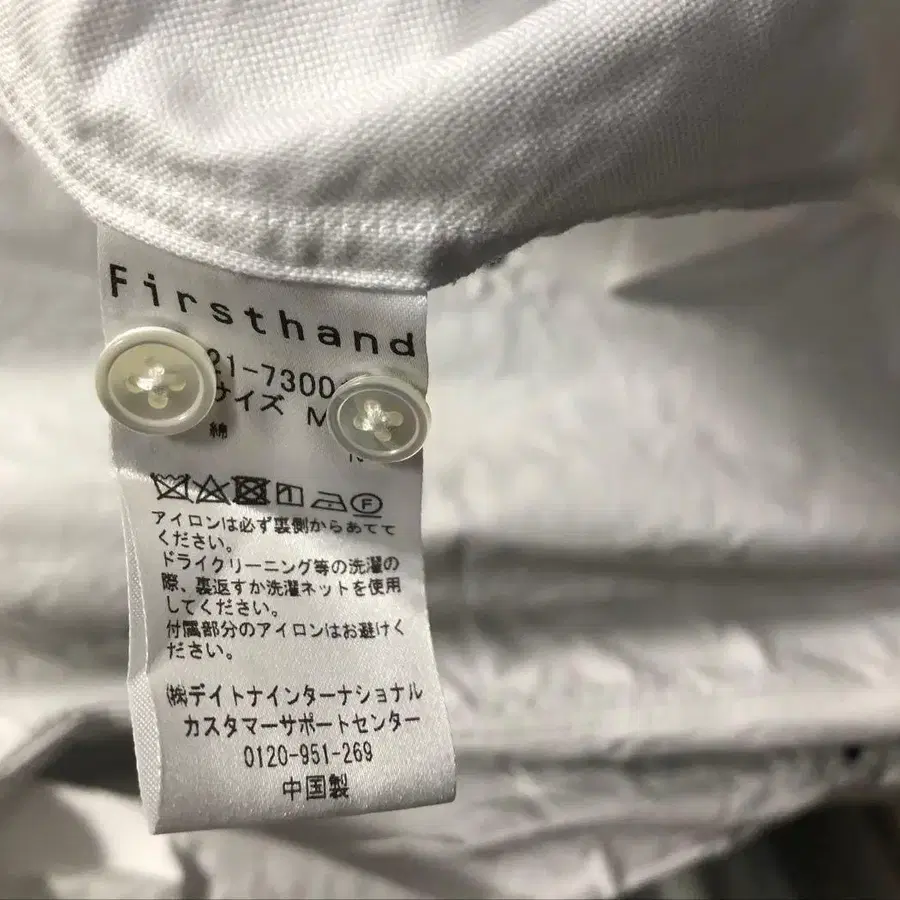 Firsthand
21-7300
サイズ M
綿
F
アイロンは必ず裏側からあてて
ください。
ドライクリーニング等の洗濯の
際、裏返すか洗濯ネットを使用
してください。
付属部分のアイロンはお避けく
ださい。
㈱デイトナインターナショナル
カスタマーサポートセンター
0120-951-269
中国製